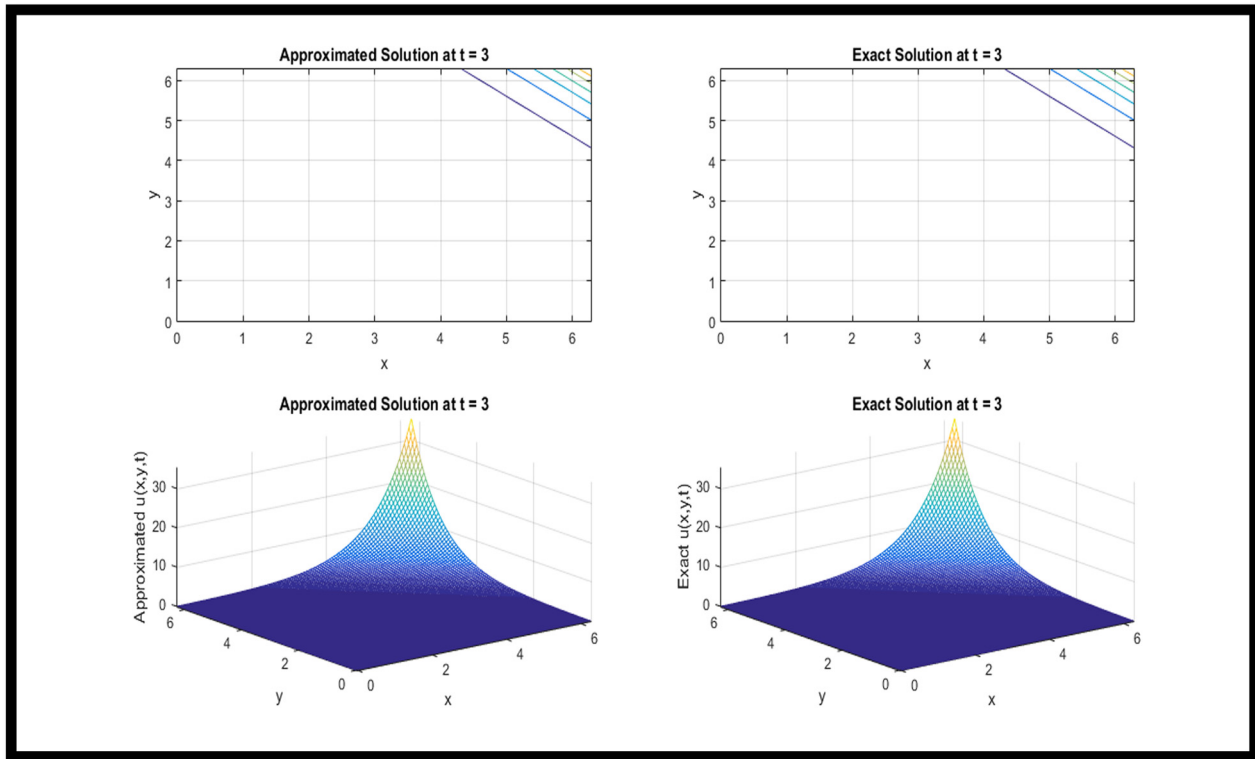 Approximated Solution at t = 3
6
5
4
3
2
1
0
y
0 1 2 3 4 5 6
x
Exact Solution at t = 3
6
5
4
3
2
1
0
y
0 1 2 3 4 5 6
x
Approximated Solution at t = 3
Approximated u(x,y,t)
30
20
10
0
6
4
2
0
y
0
2
4
6
x
Exact Solution at t = 3
Exact u(x,y,t)
30
20
10
0
6
4
2
0
y
0
2
4
6
x